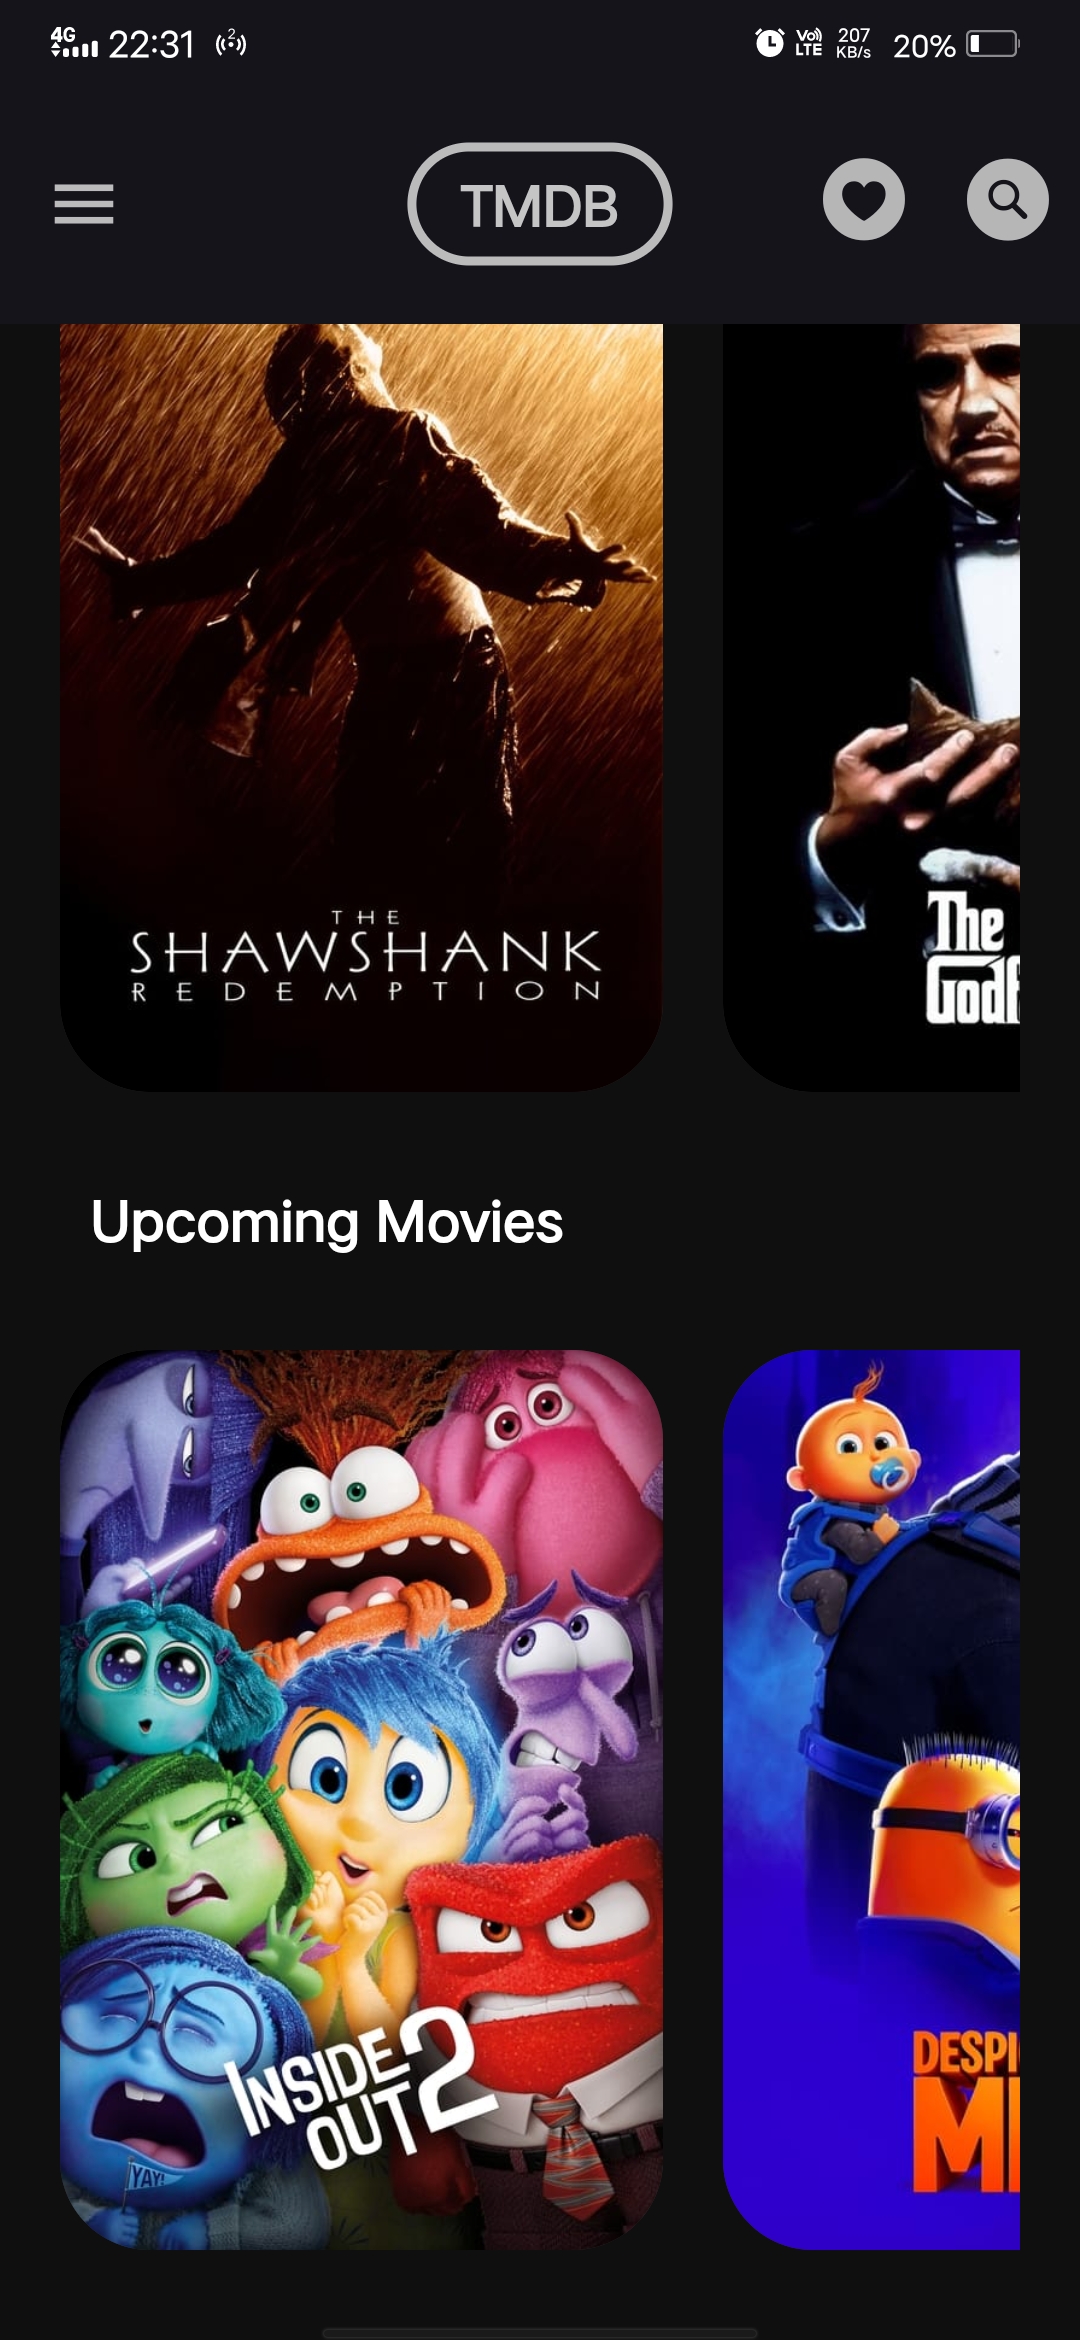 4G 22:31 2 Vo) LTE 207 KB/s 20%
TMDB
THE
SHAWSHANK
REDEMPTION
The
Godf
Upcoming Movies
YAY!
INSIDE
OUT 2
DESPI
M